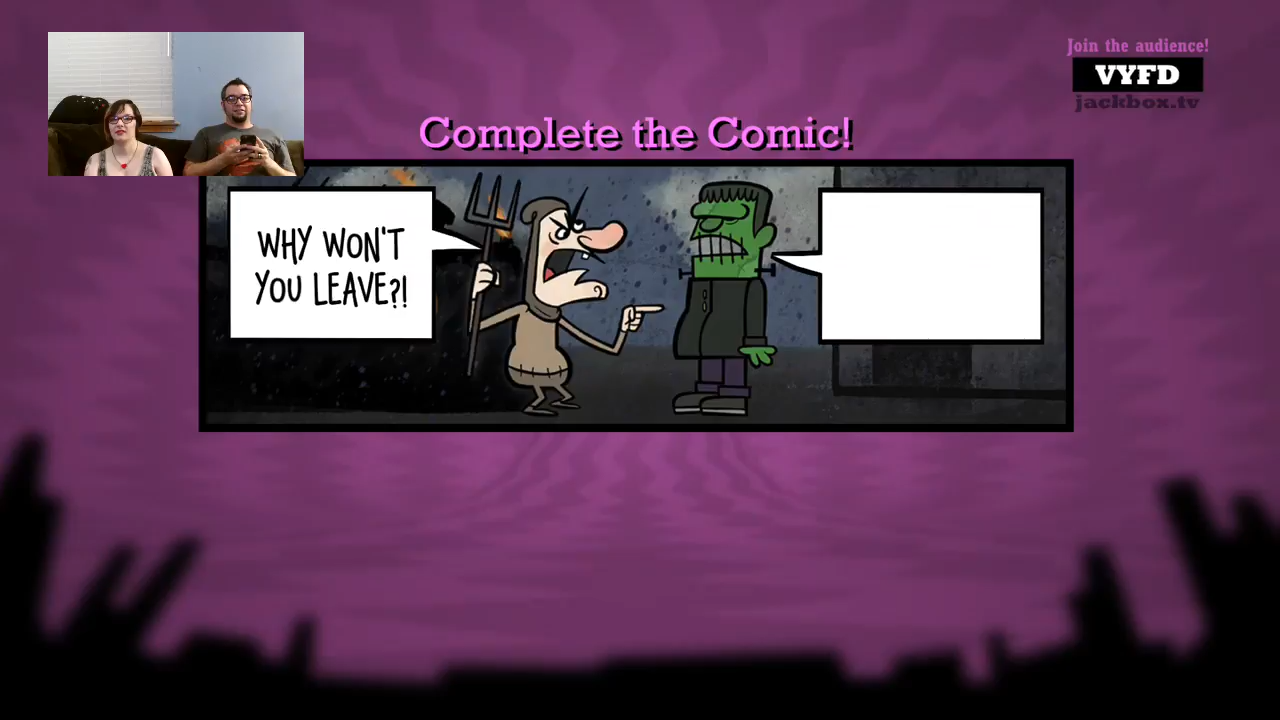 Join the audience!
VYFD
jackbox.tv
Complete the Comic!
WHY WON'T
YOU LEAVE?!